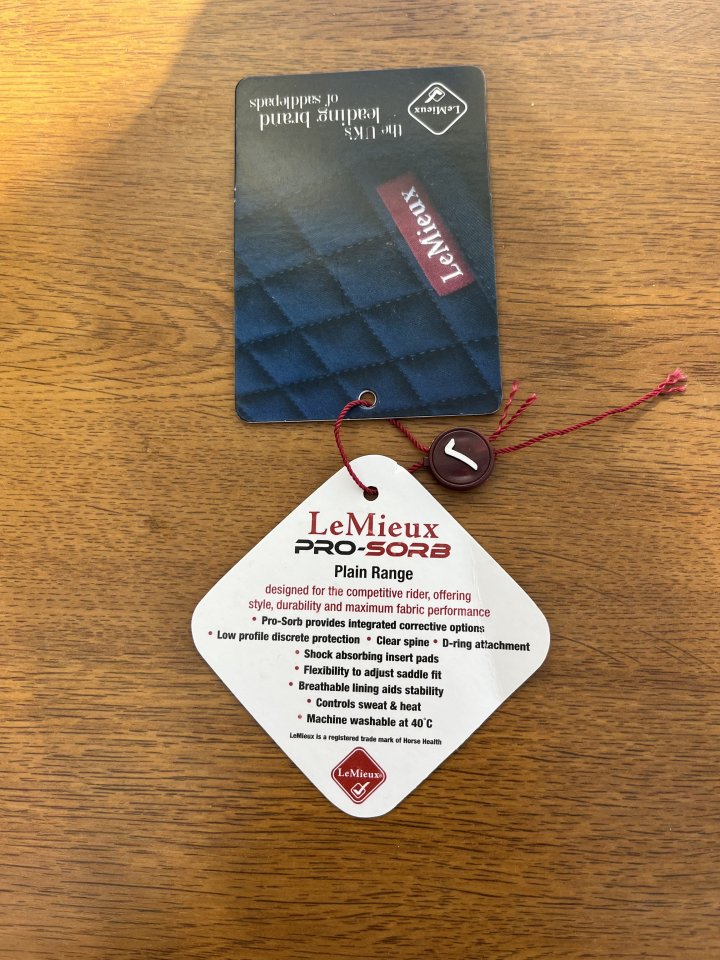 the UK's
leading brand
of saddlepads
LeMieux
LeMieux
LeMieux
PRO-SORB
Plain Range
designed for the competitive rider, offering
style, durability and maximum fabric performance
• Pro-Sorb provides integrated corrective options
• Low profile discrete protection • Clear spine • D-ring attachment
• Shock absorbing insert pads
• Flexibility to adjust saddle fit
• Breathable lining aids stability
• Controls sweat & heat
• Machine washable at 40°C
LeMieux is a registered trade mark of Horse Health
LeMieux®